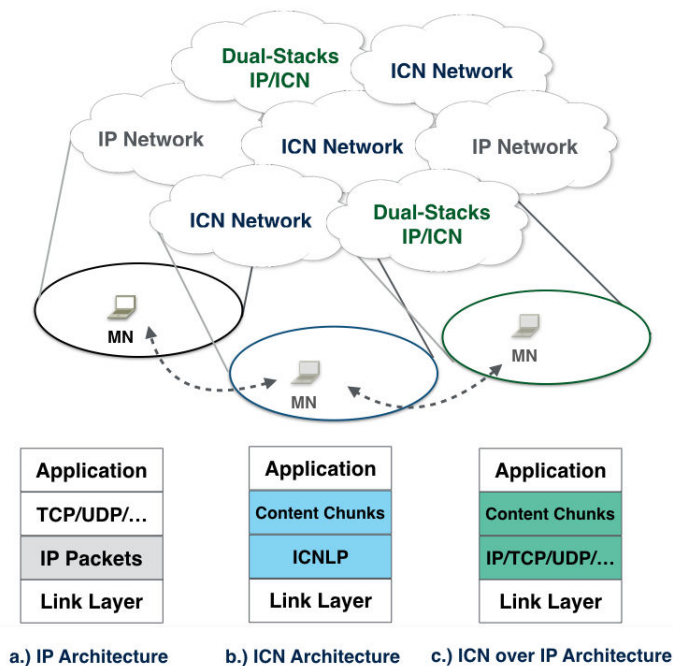 Dual-Stacks
IP/ICN
ICN Network
IP Network
ICN Network
IP Network
ICN Network
Dual-Stacks
IP/ICN
MN
MN
MN
Application
TCP/UDP/...
IP Packets
Link Layer
a.) IP Architecture
Application
Content Chunks
ICNLP
Link Layer
b.) ICN Architecture
Application
Content Chunks
IP/TCP/UDP/...
Link Layer
c.) ICN over IP Architecture